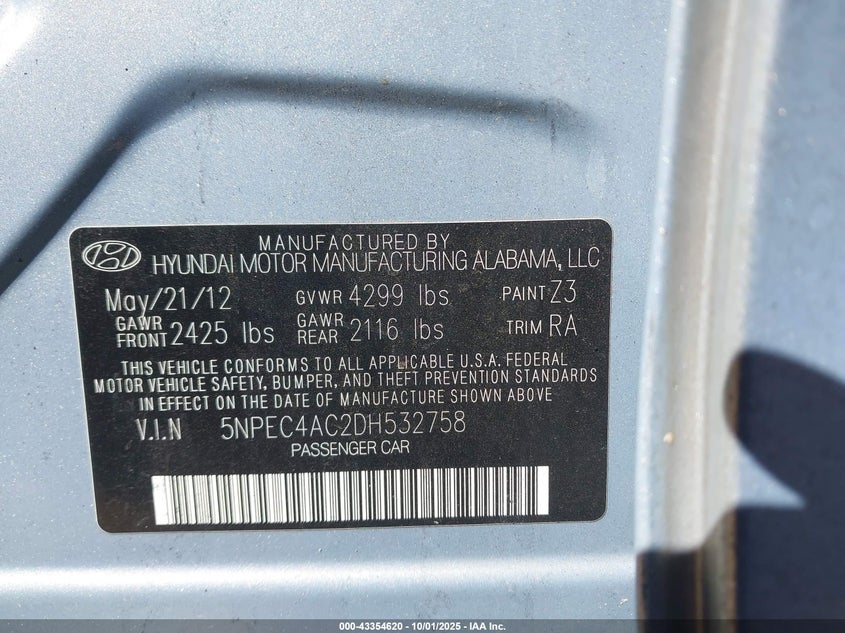 MANUFACTURED BY
HYUNDAI MOTOR MANUFACTURING ALABAMA, LLC
May/21/12 GVWR 4299 lbs PAINT Z3
GAWR FRONT 2425 lbs GAWR REAR 2116 lbs TRIM RA
THIS VEHICLE CONFORMS TO ALL APPLICABLE U.S.A. FEDERAL
MOTOR VEHICLE SAFETY, BUMPER, AND THEFT PREVENTION STANDARDS
IN EFFECT ON THE DATE OF MANUFACTURE SHOWN ABOVE
V.I.N 5NPEC4AC2DH532758
PASSENGER CAR
000-43354620 - 10/01/2025 - IAA Inc.